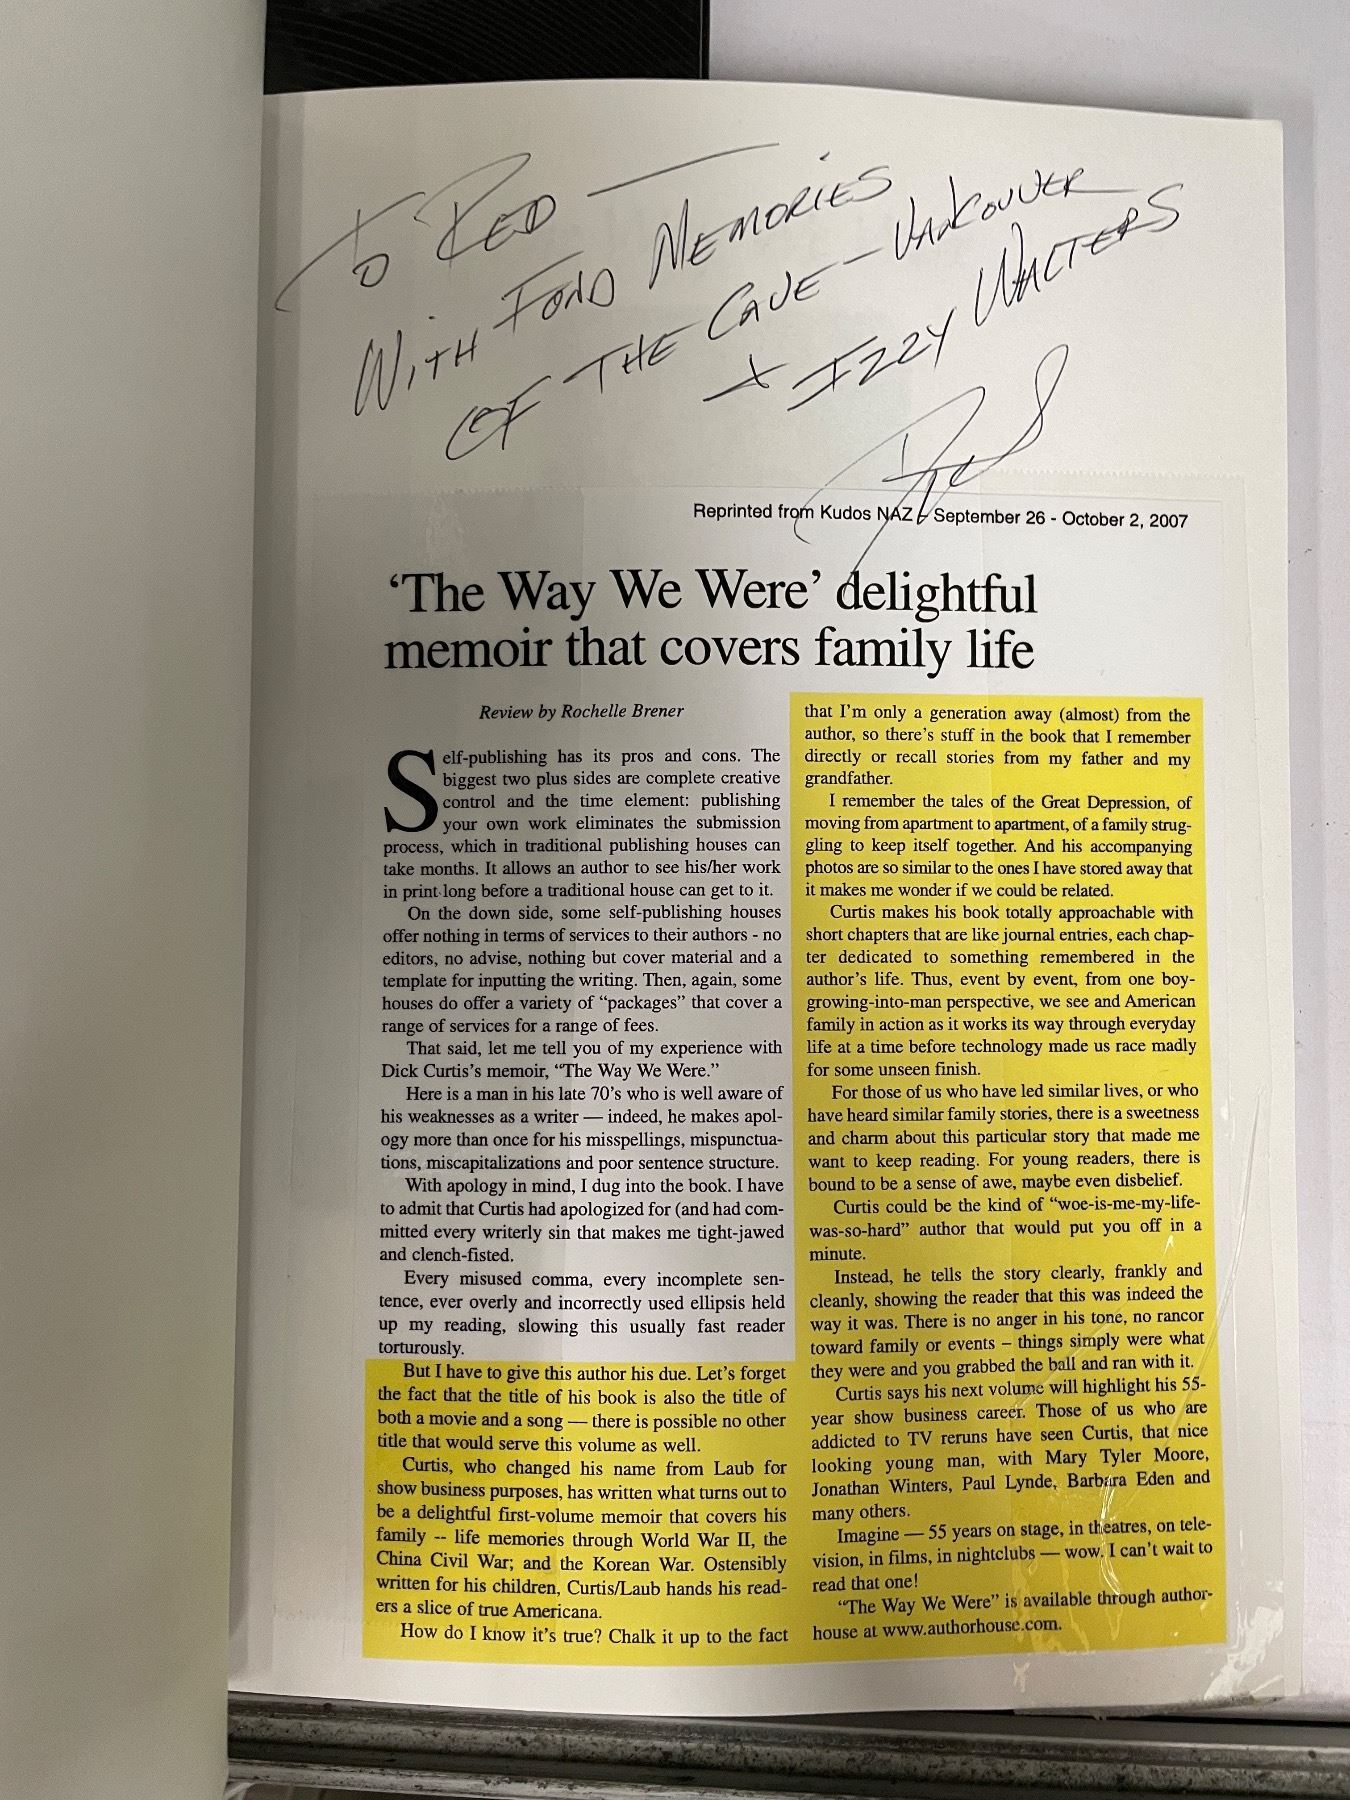 To RED —
WITH FOND MEMORIES
OF THE CAVE - VANCOUVER
+ IZZY WALTERS
Reprinted from Kudos NAZ - September 26 - October 2, 2007
‘The Way We Were’ delightful
memoir that covers family life
Review by Rochelle Brener
Self-publishing has its pros and cons. The
biggest two plus sides are complete creative
control and the time element: publishing
your own work eliminates the submission
process, which in traditional publishing houses can
take months. It allows an author to see his/her work
in print long before a traditional house can get to it.
On the down side, some self-publishing houses
offer nothing in terms of services to their authors - no
editors, no advise, nothing but cover material and a
template for inputting the writing. Then, again, some
houses do offer a variety of “packages” that cover a
range of services for a range of fees.
That said, let me tell you of my experience with
Dick Curtis’s memoir, “The Way We Were.”
Here is a man in his late 70’s who is well aware of
his weaknesses as a writer — indeed, he makes apol-
ogy more than once for his misspellings, mispunctua-
tions, miscapitalizations and poor sentence structure.
With apology in mind, I dug into the book. I have
to admit that Curtis had apologized for (and had com-
mitted every writerly sin that makes me tight-jawed
and clench-fisted.
Every misused comma, every incomplete sen-
tence, ever overly and incorrectly used ellipsis held
up my reading, slowing this usually fast reader
torturously.
But I have to give this author his due. Let’s forget
the fact that the title of his book is also the title of
both a movie and a song — there is possible no other
title that would serve this volume as well.
Curtis, who changed his name from Laub for
show business purposes, has written what turns out to
be a delightful first-volume memoir that covers his
family -- life memories through World War II, the
China Civil War; and the Korean War. Ostensibly
written for his children, Curtis/Laub hands his read-
ers a slice of true Americana.
How do I know it’s true? Chalk it up to the fact
that I’m only a generation away (almost) from the
author, so there’s stuff in the book that I remember
directly or recall stories from my father and my
grandfather.
I remember the tales of the Great Depression, of
moving from apartment to apartment, of a family strug-
gling to keep itself together. And his accompanying
photos are so similar to the ones I have stored away that
it makes me wonder if we could be related.
Curtis makes his book totally approachable with
short chapters that are like journal entries, each chap-
ter dedicated to something remembered in the
author’s life. Thus, event by event, from one boy-
growing-into-man perspective, we see and American
family in action as it works its way through everyday
life at a time before technology made us race madly
for some unseen finish.
For those of us who have led similar lives, or who
have heard similar family stories, there is a sweetness
and charm about this particular story that made me
want to keep reading. For young readers, there is
bound to be a sense of awe, maybe even disbelief.
Curtis could be the kind of “woe-is-me-my-life-
was-so-hard” author that would put you off in a
minute.
Instead, he tells the story clearly, frankly and
cleanly, showing the reader that this was indeed the
way it was. There is no anger in his tone, no rancor
toward family or events – things simply were what
they were and you grabbed the ball and ran with it.
Curtis says his next volume will highlight his 55-
year show business career. Those of us who are
addicted to TV reruns have seen Curtis, that nice
looking young man, with Mary Tyler Moore,
Jonathan Winters, Paul Lynde, Barbara Eden and
many others.
Imagine — 55 years on stage, in theatres, on tele-
vision, in films, in nightclubs — wow. I can’t wait to
read that one!
“The Way We Were” is available through author-
house at www.authorhouse.com.